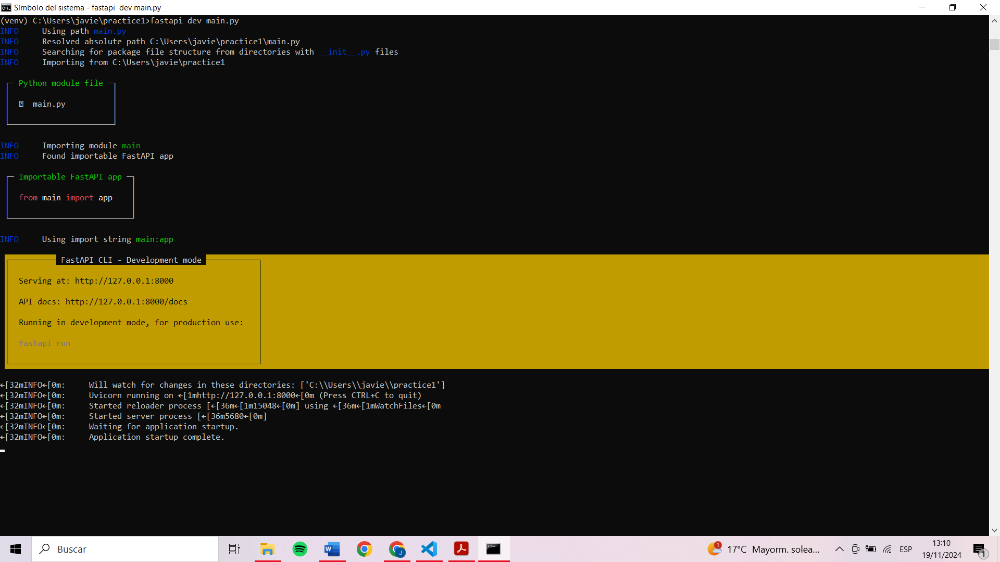 Símbolo del sistema - fastapi  dev main.py
(venv) C:\Users\javie\practice1>fastapi dev main.py
INFO     Using path main.py
INFO     Resolved absolute path C:\Users\javie\practice1\main.py
INFO     Searching for package file structure from directories with __init__.py files
INFO     Importing from C:\Users\javie\practice1
Python module file
main.py
INFO     Importing module main
INFO     Found importable FastAPI app
Importable FastAPI app
from main import app
INFO     Using import string main:app
FastAPI CLI - Development mode
Serving at: http://127.0.0.1:8000
API docs: http://127.0.0.1:8000/docs
Running in development mode, for production use:
fastapi run
←[32mINFO←[0m:     Will watch for changes in these directories: ['C:\\Users\\javie\\practice1']
←[32mINFO←[0m:     Uvicorn running on ←[1mhttp://127.0.0.1:8000←[0m (Press CTRL+C to quit)
←[32mINFO←[0m:     Started reloader process [←[36m←[1m15048←[0m] using ←[36m←[1mWatchFiles←[0m
←[32mINFO←[0m:     Started server process [←[36m5680←[0m]
←[32mINFO←[0m:     Waiting for application startup.
←[32mINFO←[0m:     Application startup complete.
Buscar
1
17°C  Mayorm. solea...
ESP
13:10
19/11/2024
1